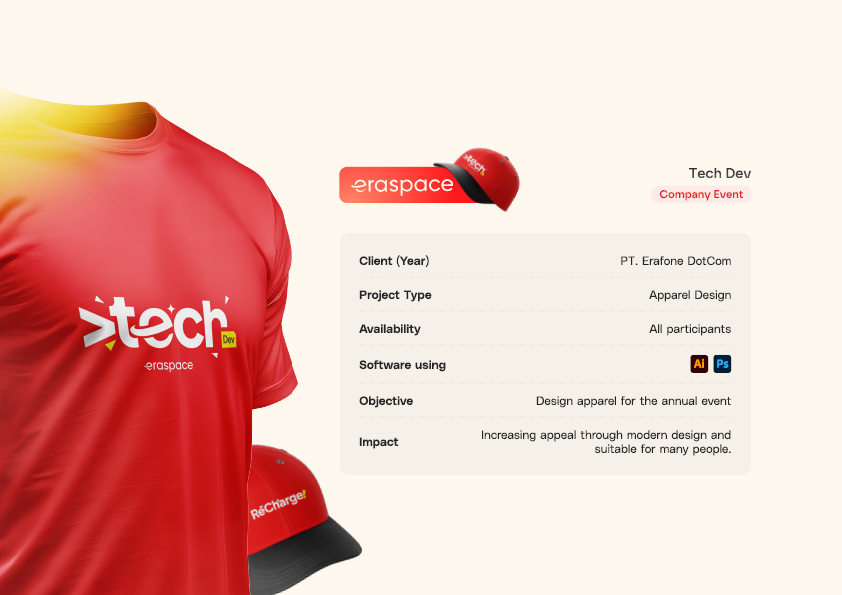 >tech
Dev
eraspace
ReCharge!
eraspace
tech
Tech Dev
Company Event
Client (Year)
PT. Erafone DotCom
Project Type
Apparel Design
Availability
All participants
Software using
Ai
Ps
Objective
Design apparel for the annual event
Impact
Increasing appeal through modern design and
suitable for many people.